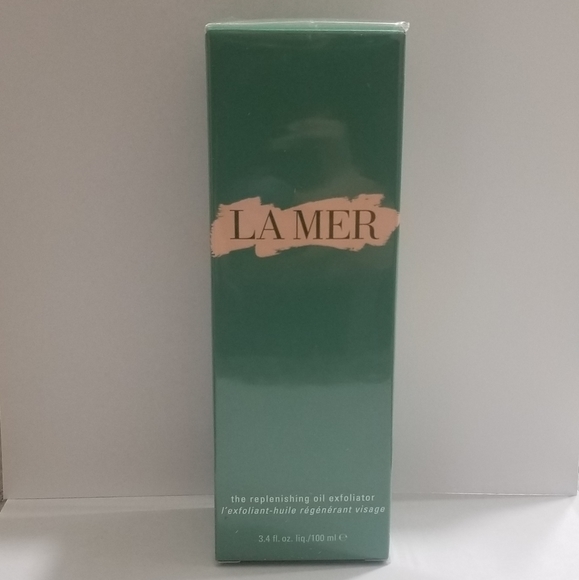 LA MER
the replenishing oil exfoliator
l'exfoliant-huile régénérant visage
3.4 fl. oz. liq./100 ml ℮